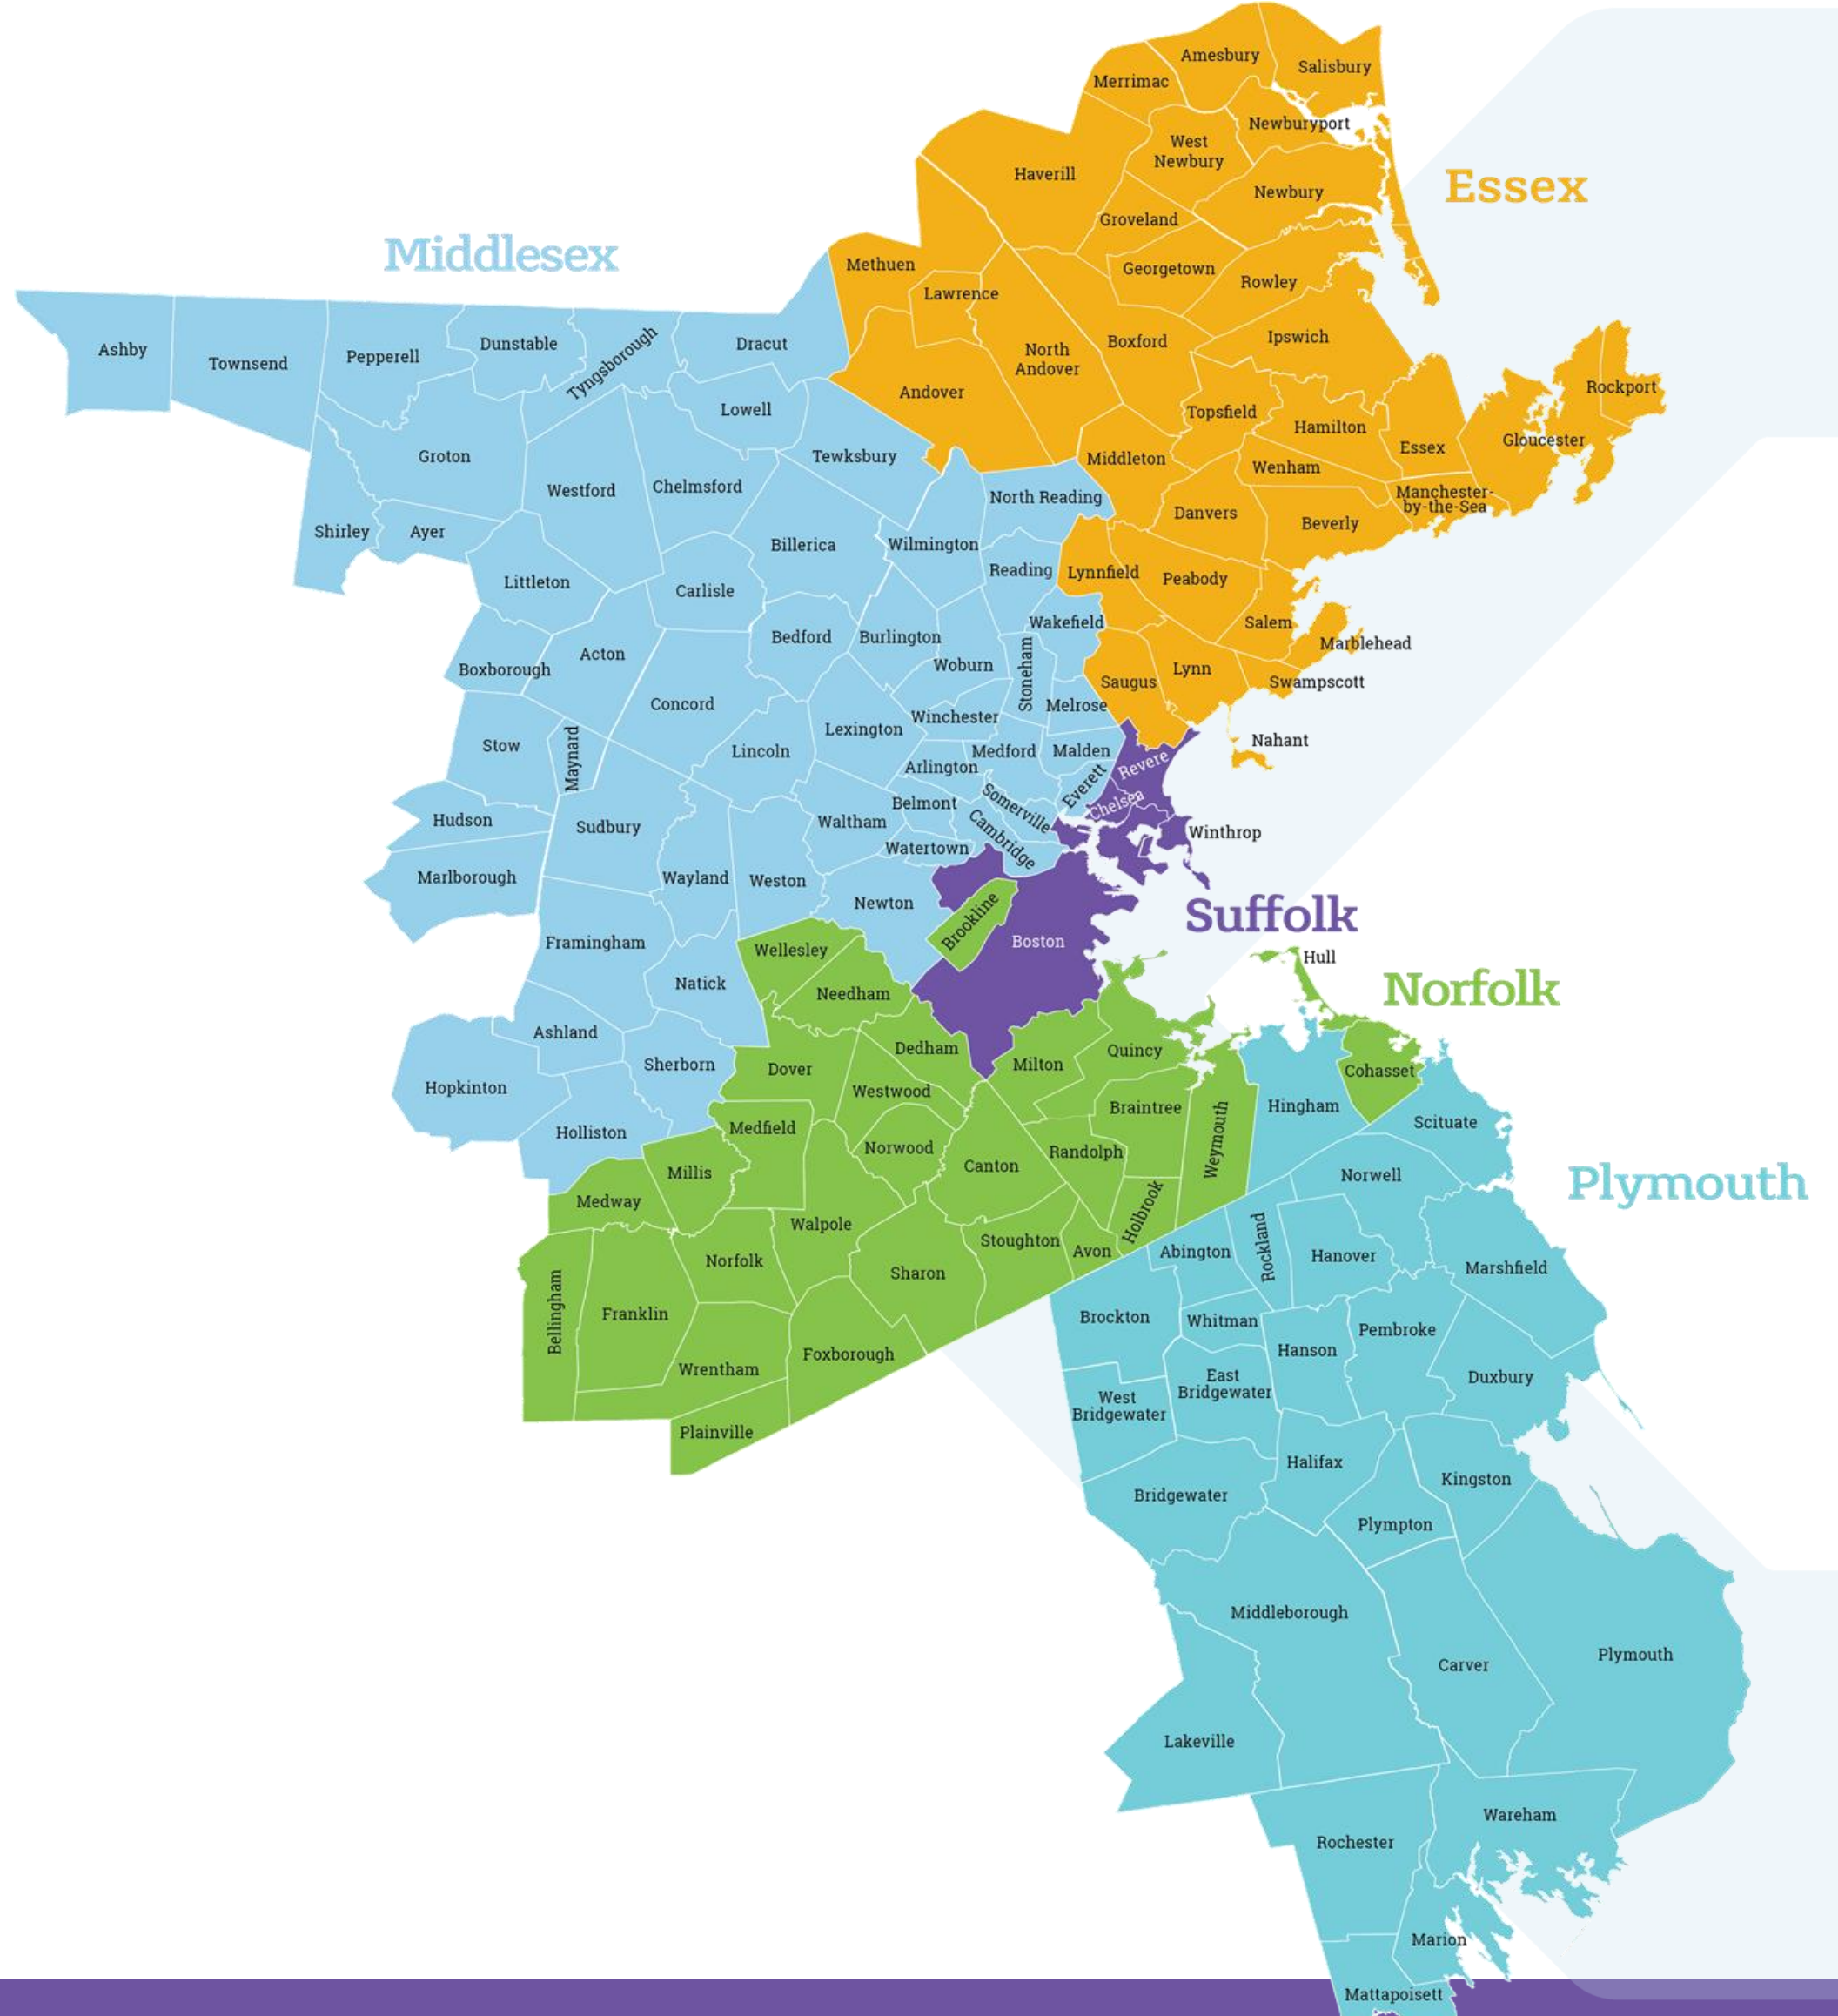 Amesbury
Salisbury
Merrimac
Newburyport
West
Newbury
Haverill
Essex
Newbury
Groveland
Middlesex
Methuen
Georgetown
Rowley
Lawrence
Ipswich
Boxford
North
Andover
Ashby
Townsend
Pepperell
Dunstable
Tyngsborough
Dracut
Andover
Rockport
Lowell
Topsfield
Hamilton
Gloucester
Essex
Groton
Tewksbury
Middleton
Wenham
Westford
Chelmsford
North Reading
Manchester-
by-the-Sea
Danvers
Beverly
Shirley
Ayer
Billerica
Wilmington
Reading
Lynnfield
Peabody
Littleton
Carlisle
Wakefield
Salem
Bedford
Burlington
Marblehead
Boxborough
Acton
Woburn
Stoneham
Saugus
Lynn
Swampscott
Concord
Melrose
Winchester
Lexington
Stow
Maynard
Lincoln
Medford
Malden
Nahant
Arlington
Revere
Everett
Chelsea
Belmont
Somerville
Hudson
Sudbury
Waltham
Cambridge
Winthrop
Watertown
Marlborough
Wayland
Weston
Newton
Suffolk
Brookline
Boston
Framingham
Wellesley
Hull
Natick
Needham
Norfolk
Ashland
Dedham
Quincy
Sherborn
Dover
Milton
Cohasset
Hopkinton
Westwood
Braintree
Weymouth
Hingham
Scituate
Holliston
Medfield
Norwood
Randolph
Canton
Millis
Norwell
Plymouth
Medway
Holbrook
Walpole
Stoughton
Avon
Abington
Rockland
Hanover
Norfolk
Sharon
Marshfield
Bellingham
Franklin
Brockton
Whitman
Pembroke
Hanson
Foxborough
Wrentham
East
Bridgewater
Duxbury
West
Bridgewater
Plainville
Halifax
Kingston
Bridgewater
Plympton
Middleborough
Plymouth
Carver
Lakeville
Wareham
Rochester
Marion
Mattapoisett